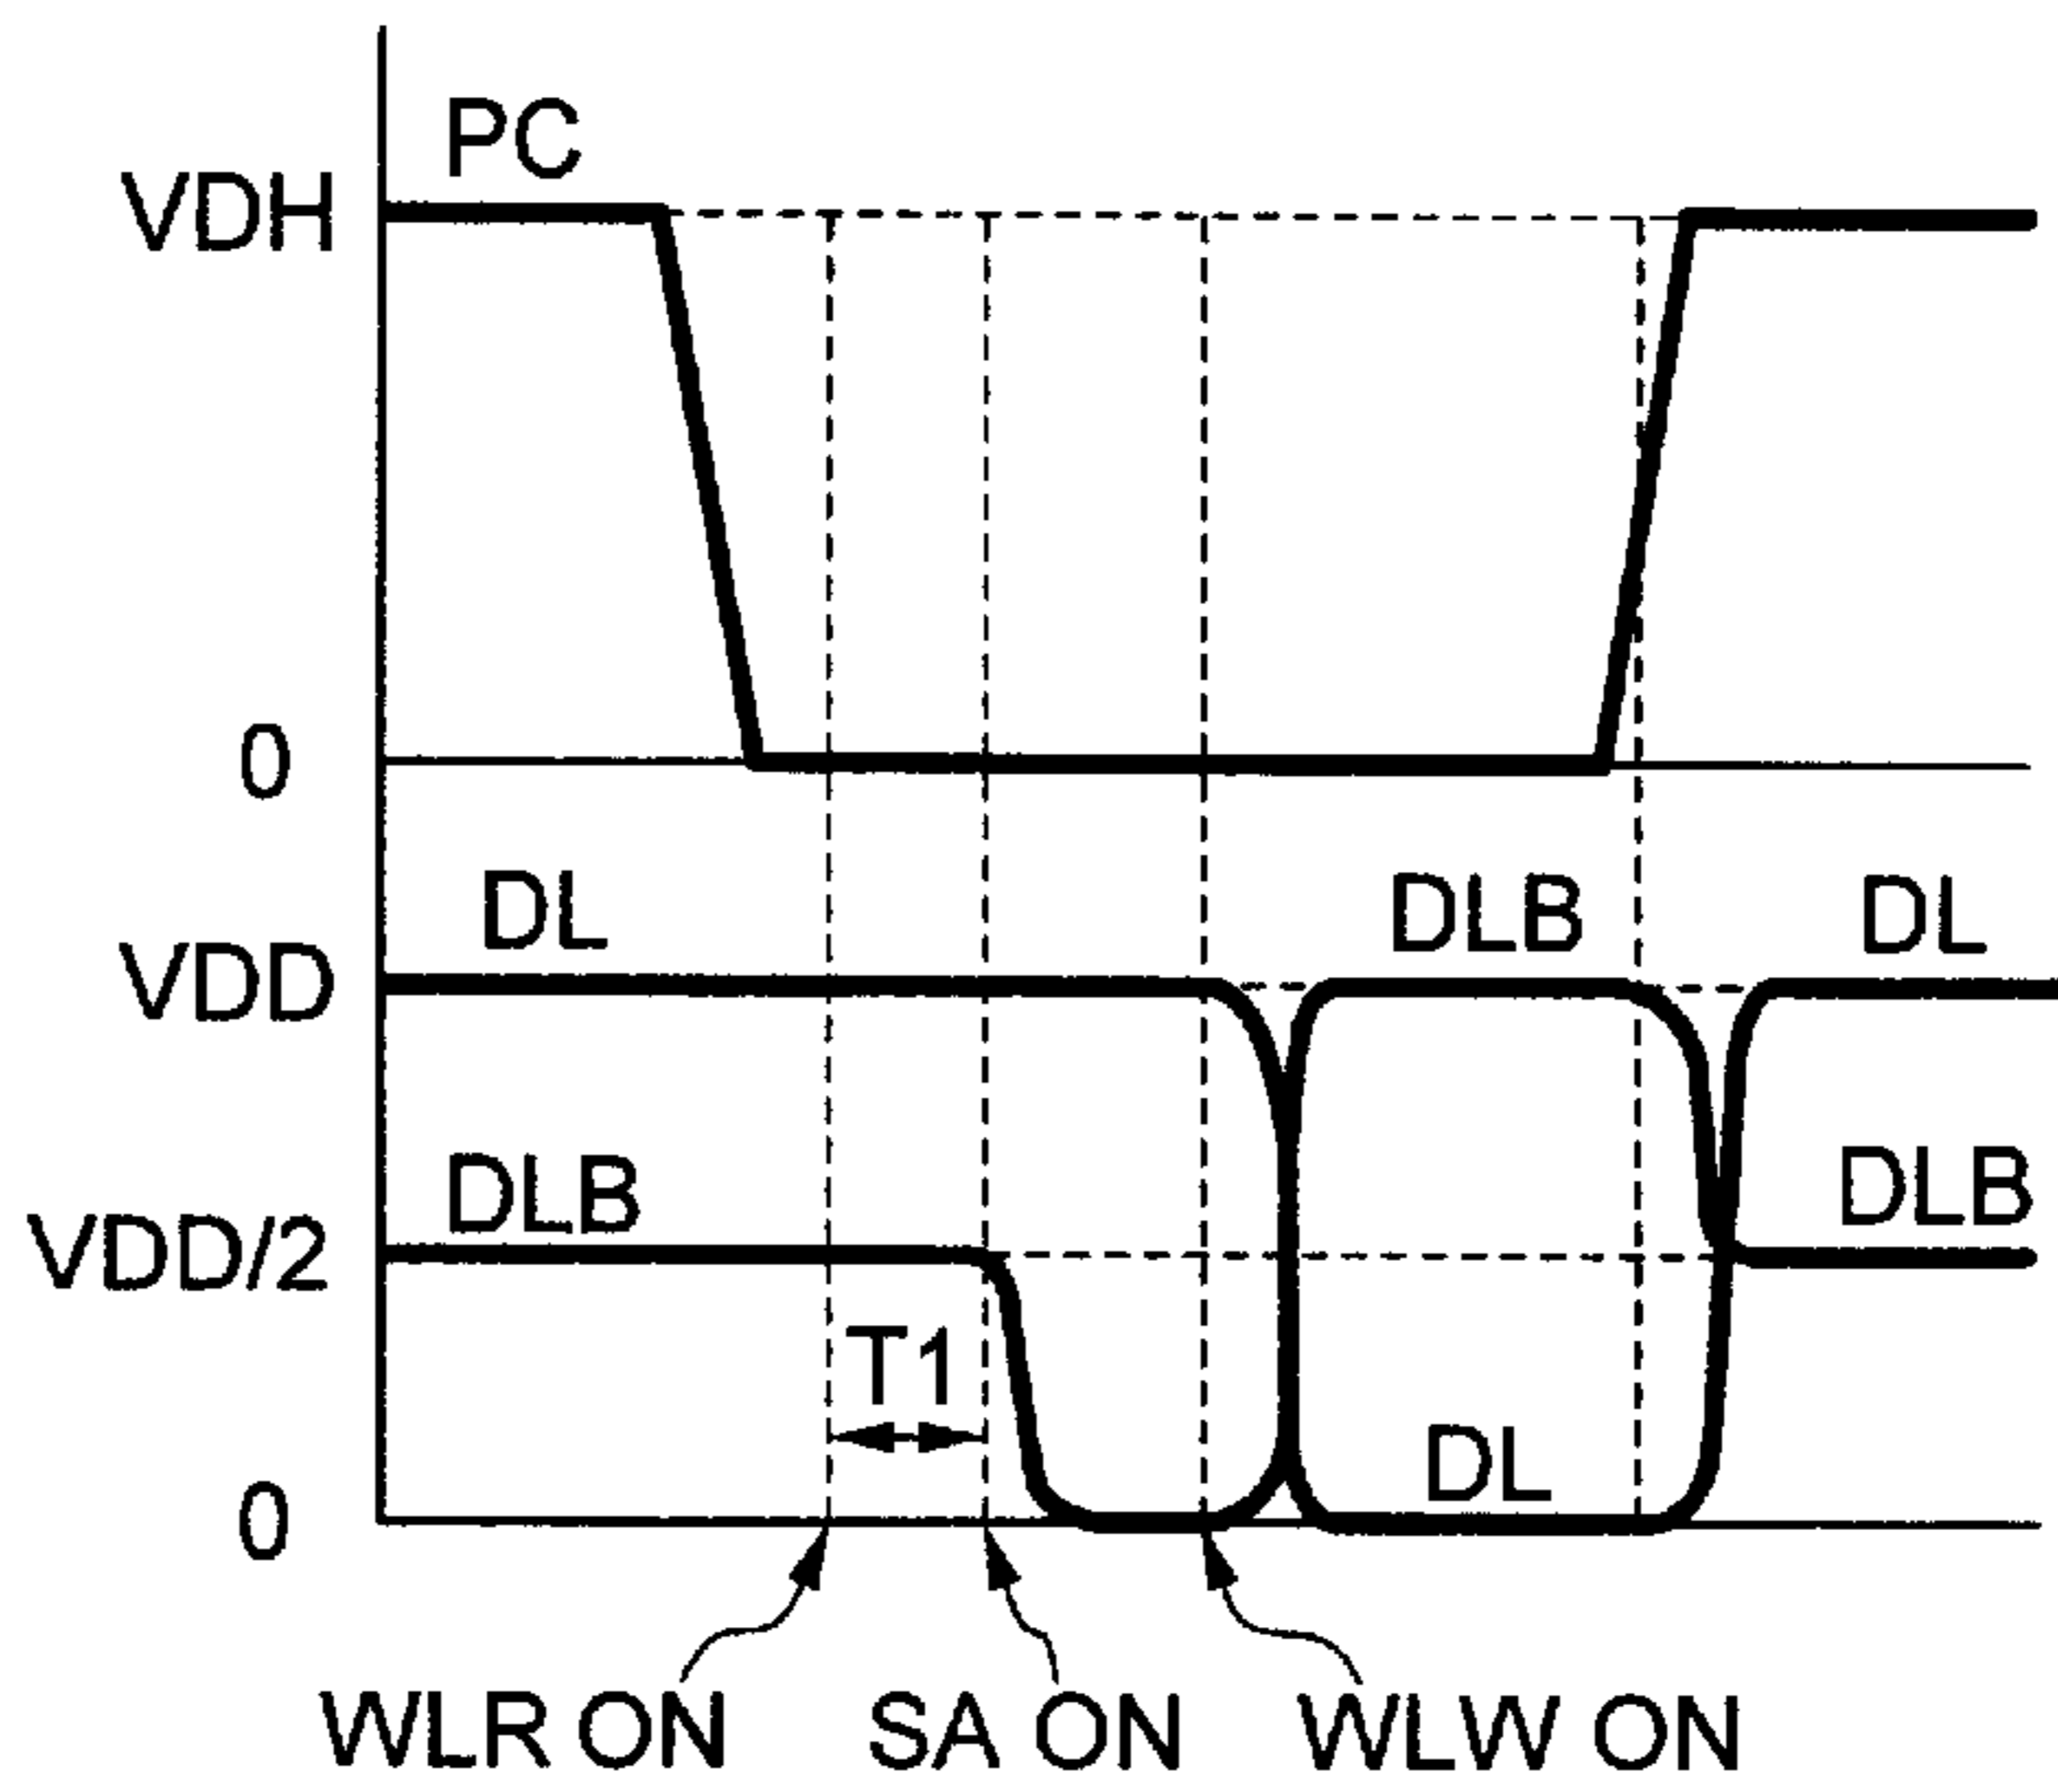 PC
VDH
0
DL DLB DL
VDD
DLB DLB
VDD/2
T1
DL
0
WLR ON SA ON WLW ON